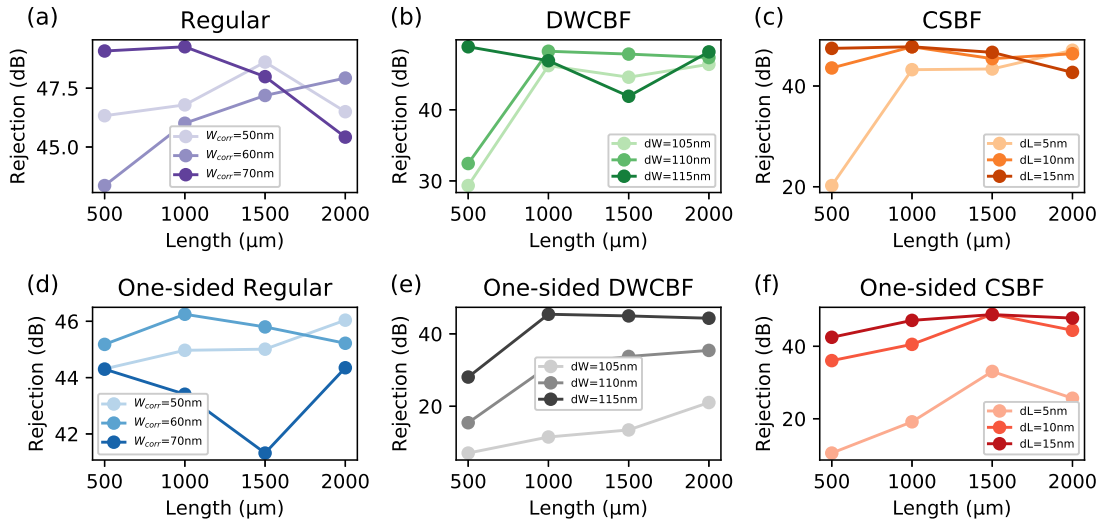 (a) Regular
Rejection (dB)
47.5
45.0
W_corr=50nm
W_corr=60nm
W_corr=70nm
500 1000 1500 2000
Length (μm)
(b) DWCBF
Rejection (dB)
40
30
dW=105nm
dW=110nm
dW=115nm
500 1000 1500 2000
Length (μm)
(c) CSBF
Rejection (dB)
40
20
dL=5nm
dL=10nm
dL=15nm
500 1000 1500 2000
Length (μm)
(d) One-sided Regular
Rejection (dB)
46
44
42
W_corr=50nm
W_corr=60nm
W_corr=70nm
500 1000 1500 2000
Length (μm)
(e) One-sided DWCBF
Rejection (dB)
40
20
dW=105nm
dW=110nm
dW=115nm
500 1000 1500 2000
Length (μm)
(f) One-sided CSBF
Rejection (dB)
40
20
dL=5nm
dL=10nm
dL=15nm
500 1000 1500 2000
Length (μm)